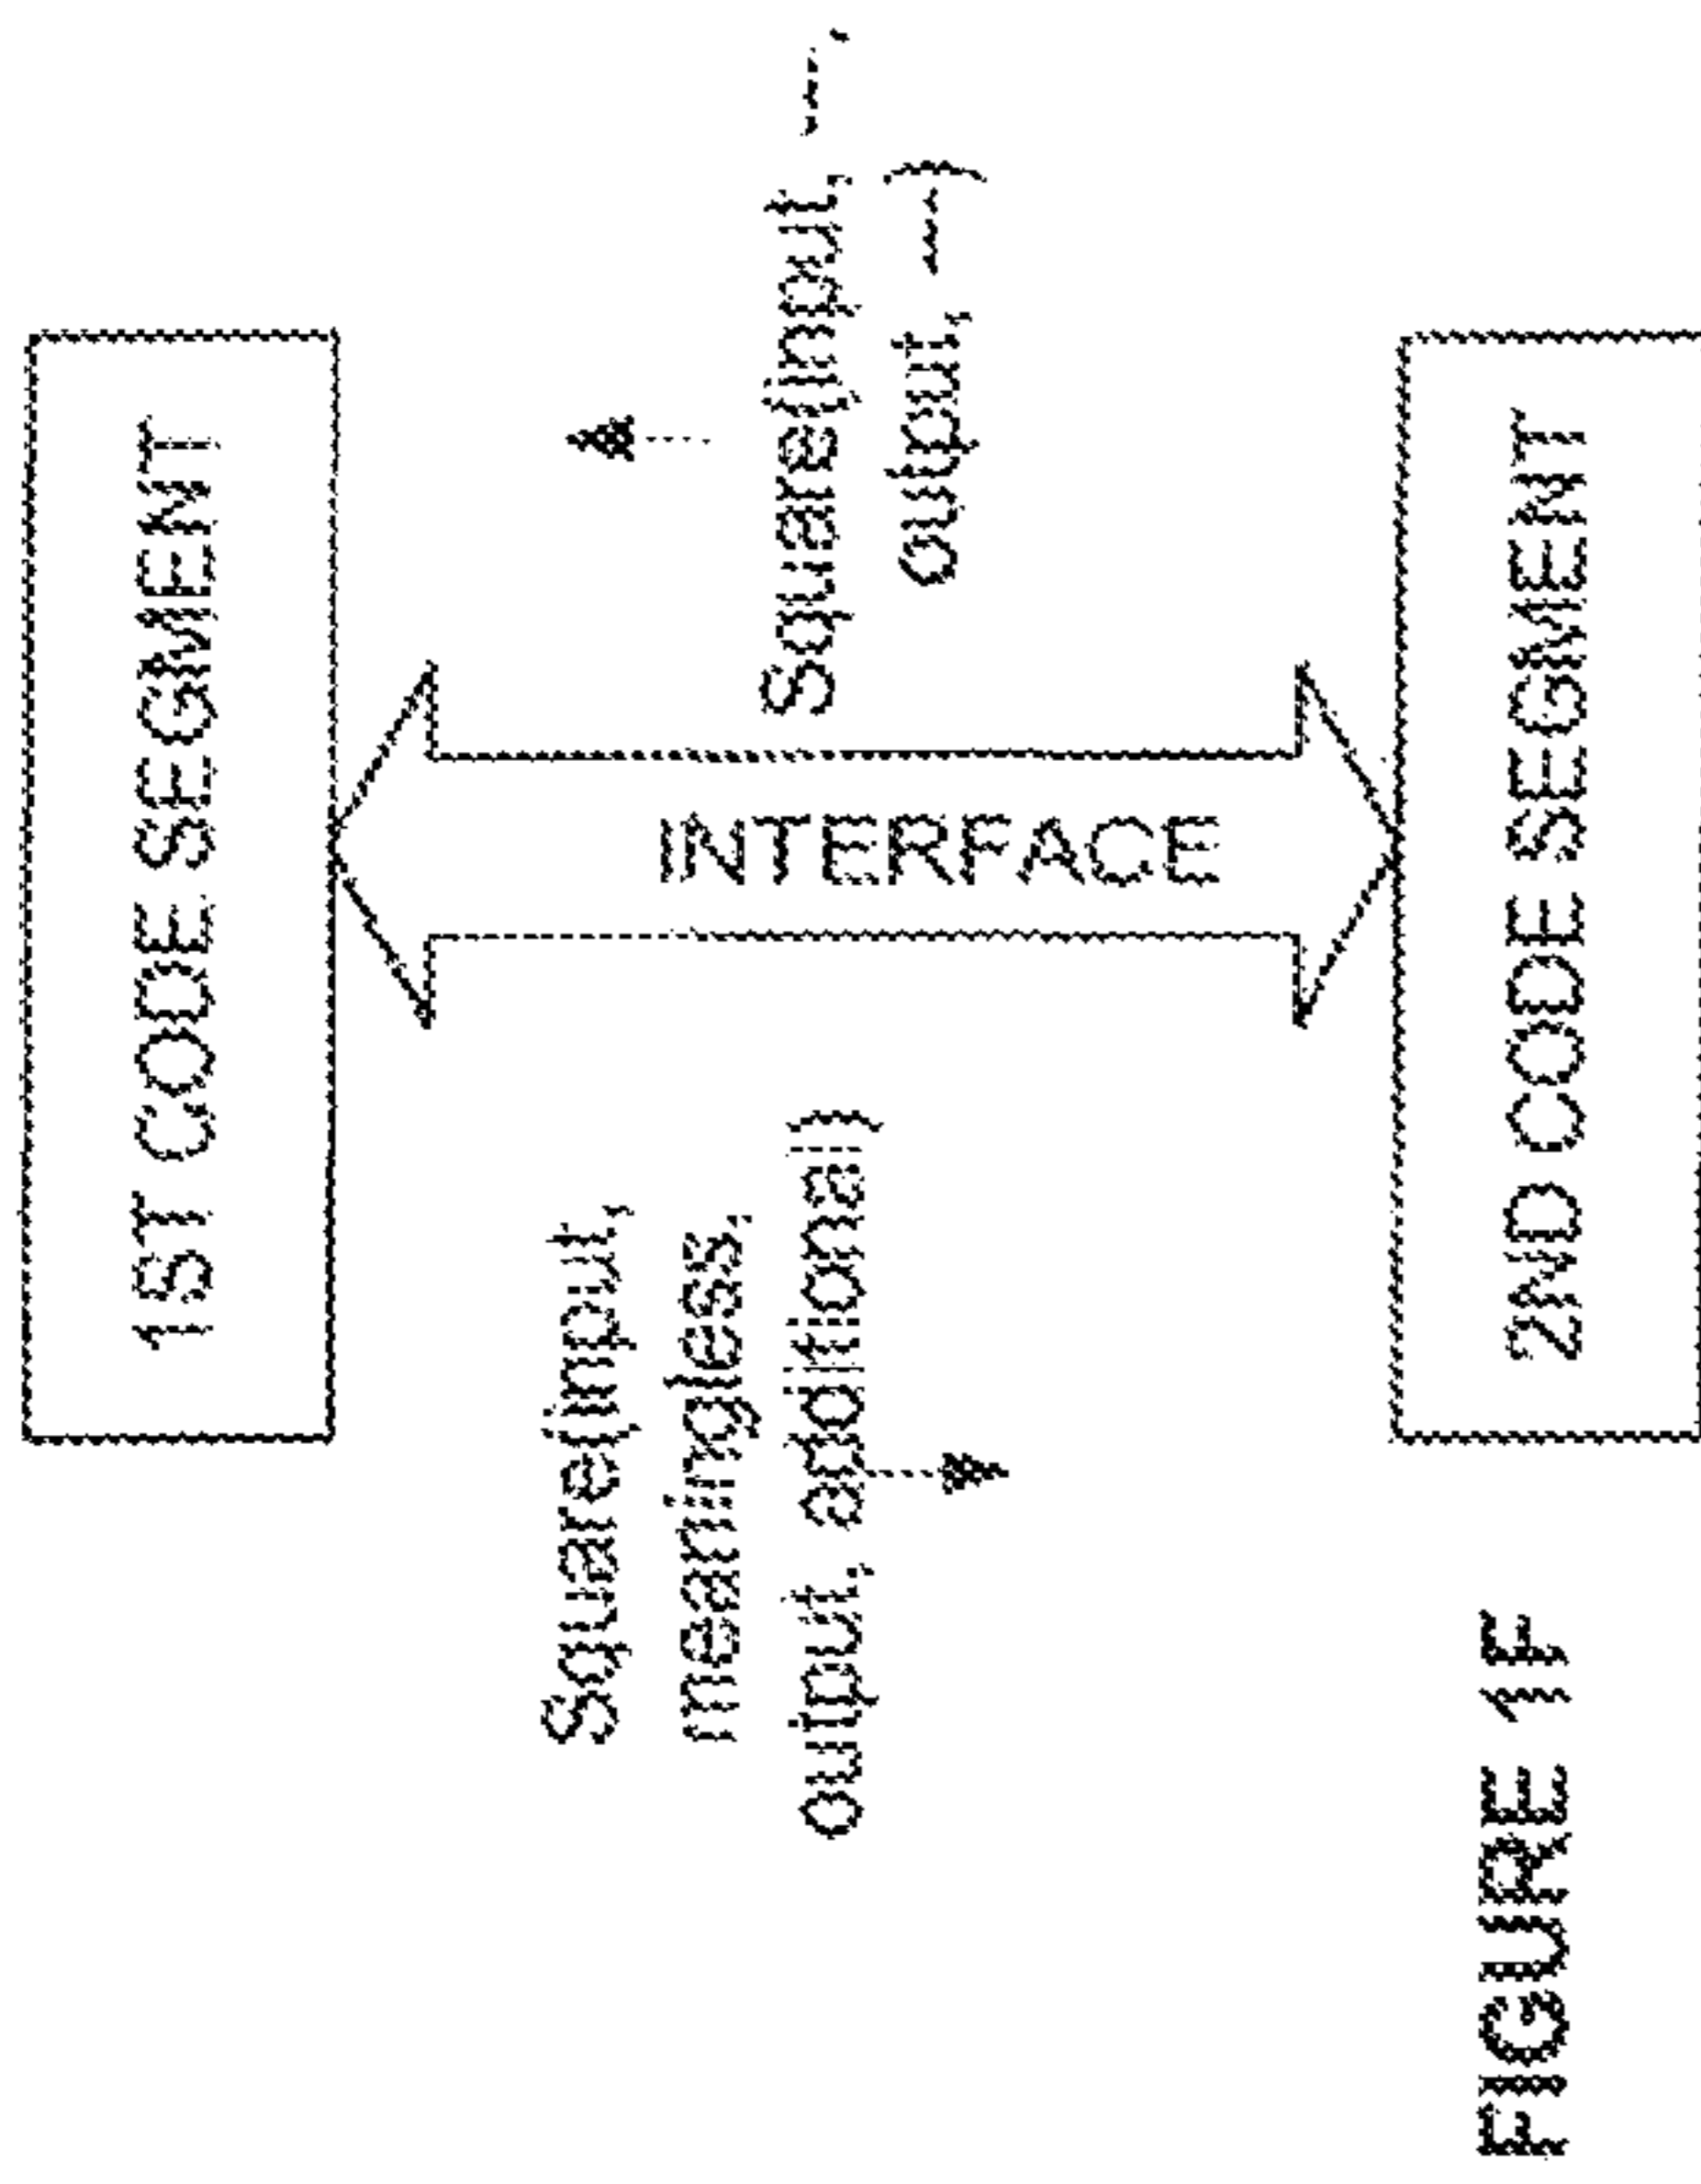 1ST CODE SEGMENT
Square(input,
meaningless,
output, additional)
INTERFACE
Square(input, ---,
output, ---)
2ND CODE SEGMENT
FIGURE 1F